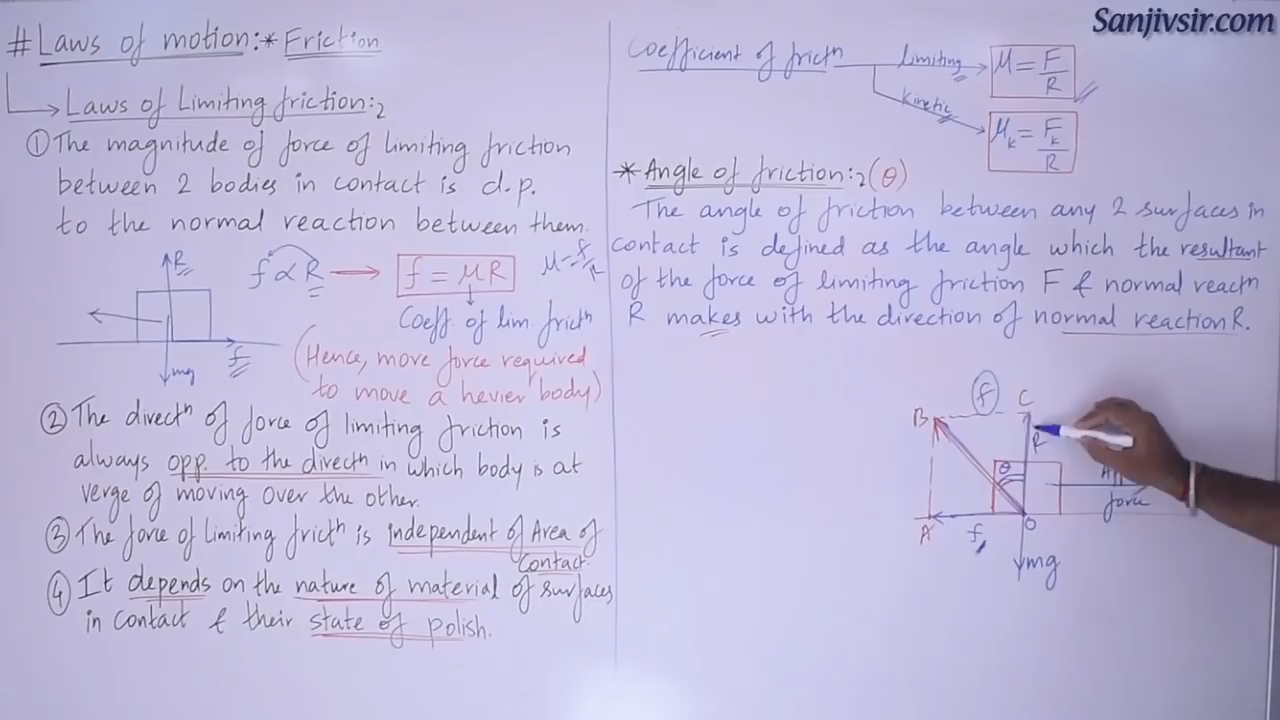 Sanjivsir.com
# Laws of motion:* Friction
Laws of Limiting friction:
① The magnitude of force of limiting friction
between 2 bodies in contact is d.p.
to the normal reaction between them.
R
f ∝ R
f = μR
μ = f/R
f
mg
Coeff. of lim fricth
(Hence, more force required
to move a hevier body)
② The directn of force of limiting friction is
always opp. to the directn in which body is at
verge of moving over the other.
③ The force of limiting fricth is independent of Area of
Contact.
④ It depends on the nature of material of surfaces
in contact & their state of polish.
Coefficient of fricth
limiting
μ = F/R
Kinetic
μk = Fk/R
* Angle of friction: (θ)
The angle of friction between any 2 surfaces in
contact is defined as the angle which the resultant
of the force of limiting friction F & normal reactn
R makes with the direction of normal reaction R.
f
C
B
R
θ
force
A
f
O
mg